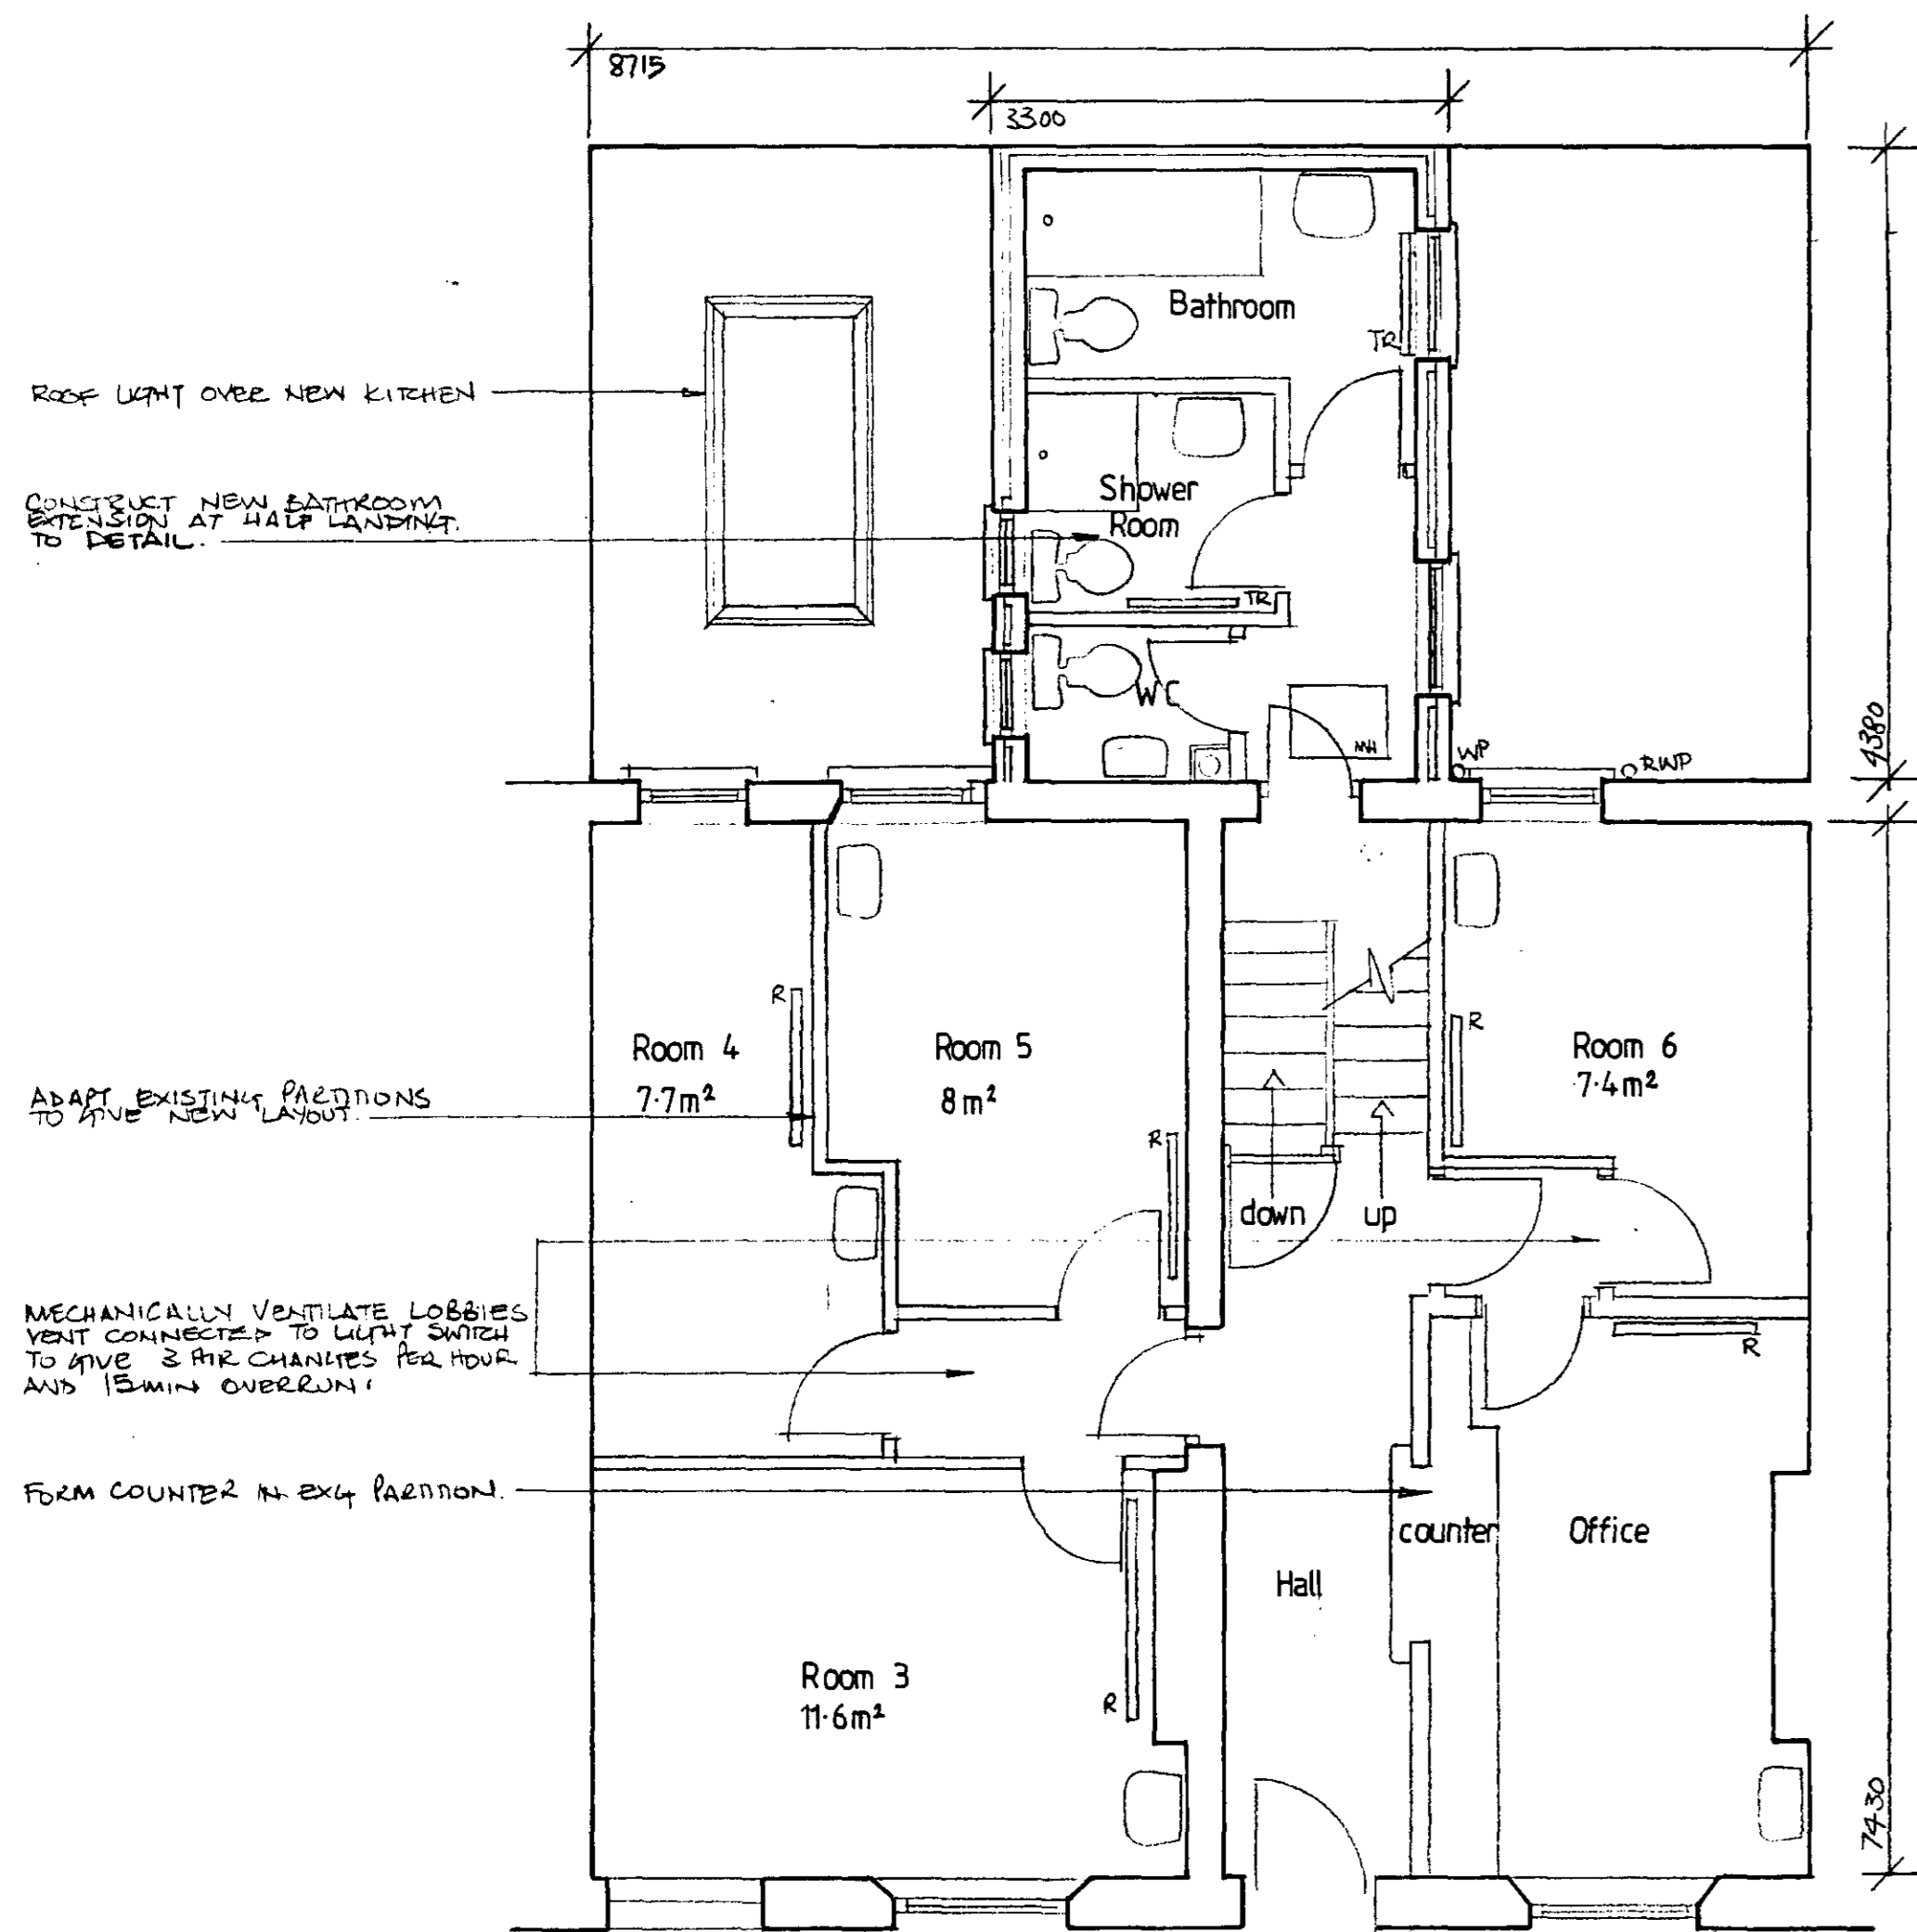 8715
3300
Bathroom
TR
ROOF LIGHT OVER NEW KITCHEN
CONSTRUCT NEW BATHROOM
EXTENSION AT HALF LANDING.
TO DETAIL.
Shower
Room
TR
WC
MH
WP
RWP
4380
R
Room 4
7.7m²
Room 5
8m²
R
Room 6
7.4m²
ADAPT EXISTING PARTITIONS
TO GIVE NEW LAYOUT.
R
down
up
MECHANICALLY VENTILATE LOBBIES
VENT CONNECTED TO LIGHT SWITCH
TO GIVE 3 AIR CHANGES PER HOUR
AND 15MIN OVERRUN.
R
FORM COUNTER IN EXG PARTITION.
counter
Office
Hall
Room 3
11.6m²
R
7430